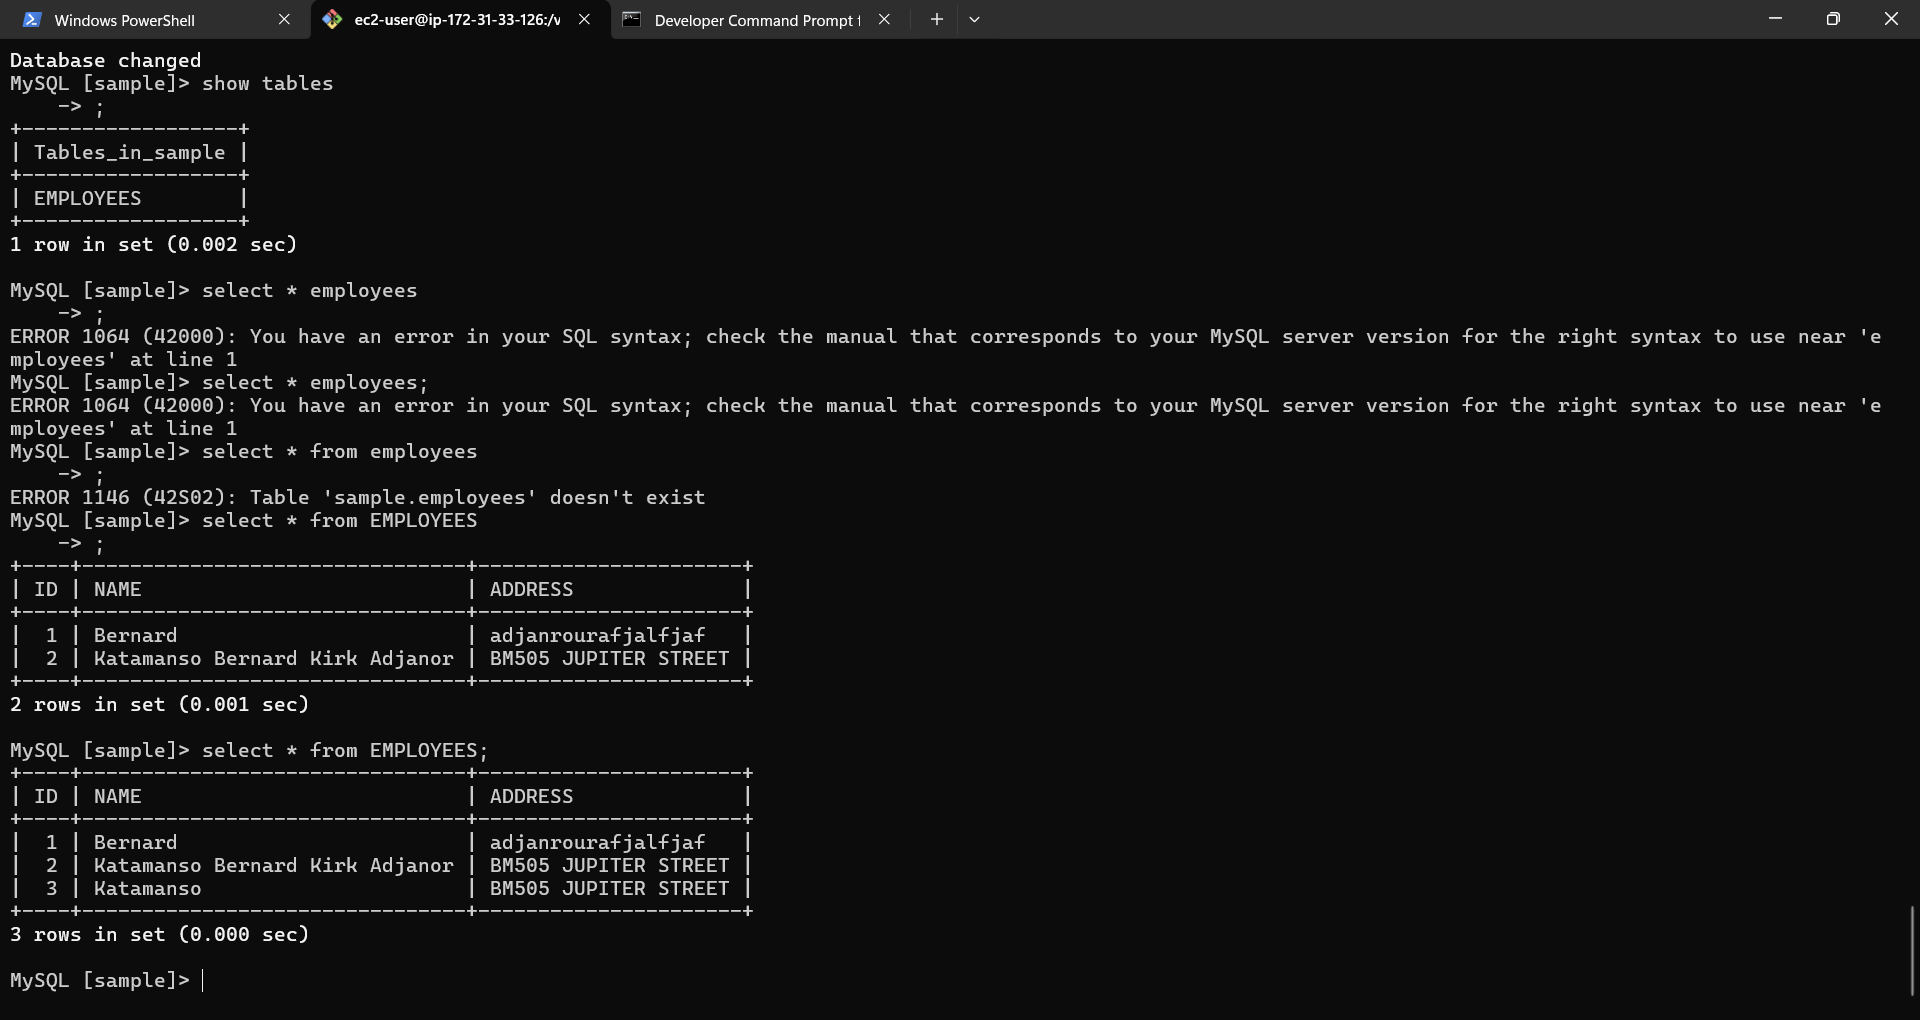 Windows PowerShell
ec2-user@ip-172-31-33-126:/v
Developer Command Prompt f
Database changed
MySQL [sample]> show tables
    -> ;
+------------------+
| Tables_in_sample |
+------------------+
| EMPLOYEES        |
+------------------+
1 row in set (0.002 sec)

MySQL [sample]> select * employees
    -> ;
ERROR 1064 (42000): You have an error in your SQL syntax; check the manual that corresponds to your MySQL server version for the right syntax to use near 'e
mployees' at line 1
MySQL [sample]> select * employees;
ERROR 1064 (42000): You have an error in your SQL syntax; check the manual that corresponds to your MySQL server version for the right syntax to use near 'e
mployees' at line 1
MySQL [sample]> select * from employees
    -> ;
ERROR 1146 (42S02): Table 'sample.employees' doesn't exist
MySQL [sample]> select * from EMPLOYEES
    -> ;
+----+--------------------------------+----------------------+
| ID | NAME                           | ADDRESS              |
+----+--------------------------------+----------------------+
|  1 | Bernard                        | adjanrourafjalfjaf   |
|  2 | Katamanso Bernard Kirk Adjanor | BM505 JUPITER STREET |
+----+--------------------------------+----------------------+
2 rows in set (0.001 sec)

MySQL [sample]> select * from EMPLOYEES;
+----+--------------------------------+----------------------+
| ID | NAME                           | ADDRESS              |
+----+--------------------------------+----------------------+
|  1 | Bernard                        | adjanrourafjalfjaf   |
|  2 | Katamanso Bernard Kirk Adjanor | BM505 JUPITER STREET |
|  3 | Katamanso                      | BM505 JUPITER STREET |
+----+--------------------------------+----------------------+
3 rows in set (0.000 sec)

MySQL [sample]>